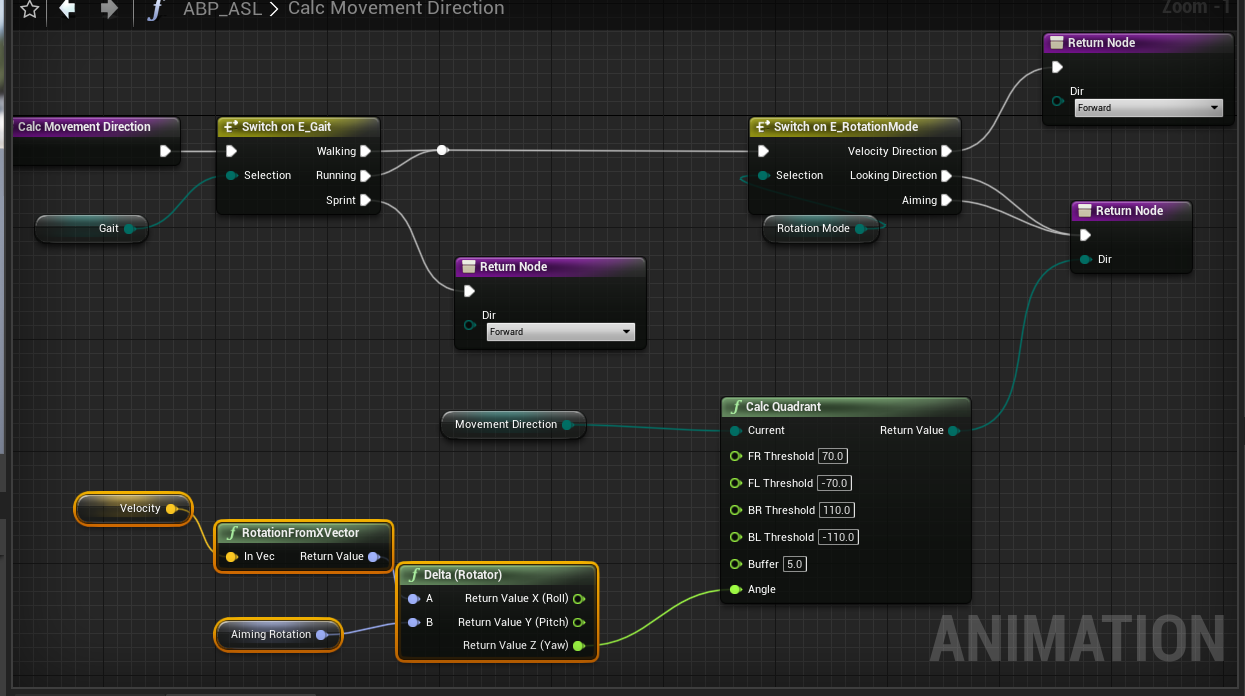 ABP_ASL > Calc Movement Direction
Zoom -1
Return Node
Dir
Forward
Calc Movement Direction
Switch on E_Gait
Walking
Selection
Running
Sprint
Gait
Switch on E_RotationMode
Velocity Direction
Selection
Looking Direction
Aiming
Rotation Mode
Return Node
Dir
Return Node
Dir
Forward
Movement Direction
Calc Quadrant
Current
Return Value
FR Threshold 70.0
FL Threshold -70.0
BR Threshold 110.0
BL Threshold -110.0
Buffer 5.0
Angle
Velocity
RotationFromXVector
In Vec
Return Value
Aiming Rotation
Delta (Rotator)
A
Return Value X (Roll)
B
Return Value Y (Pitch)
Return Value Z (Yaw)
ANIMATION